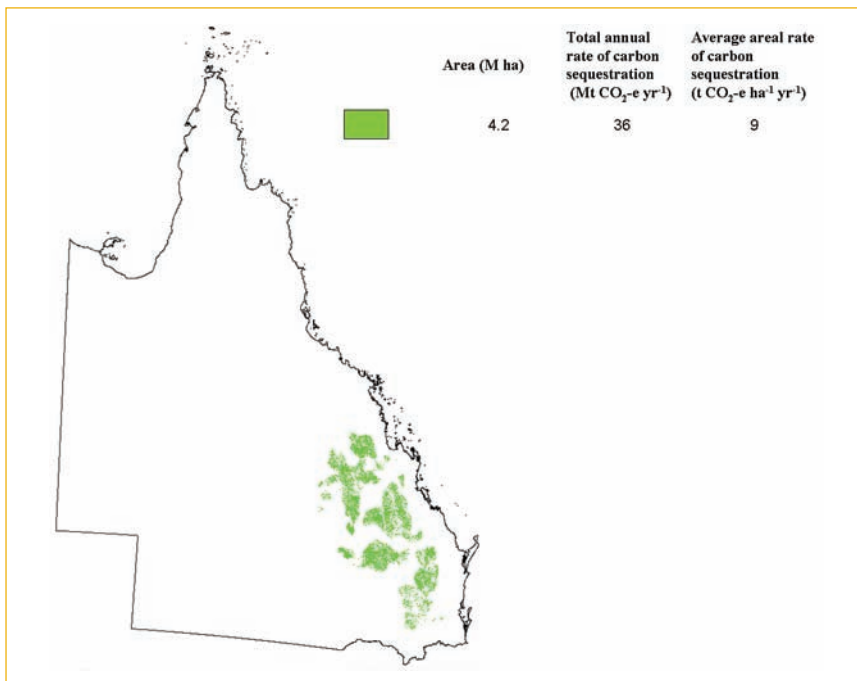 Area (M ha)
Total annual
rate of carbon
sequestration
(Mt CO₂-e yr⁻¹)
Average areal rate
of carbon
sequestration
(t CO₂-e ha⁻¹ yr⁻¹)
4.2 36 9